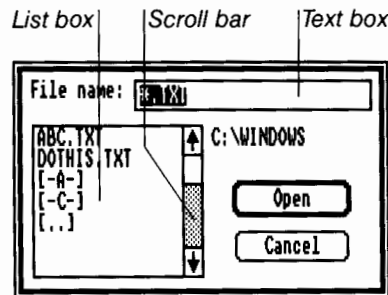 List box Scroll bar Text box
File name: *.TXT
ABC.TXT
DOTHIS.TXT
[-A-]
[-C-]
[..]
C:\WINDOWS
Open
Cancel